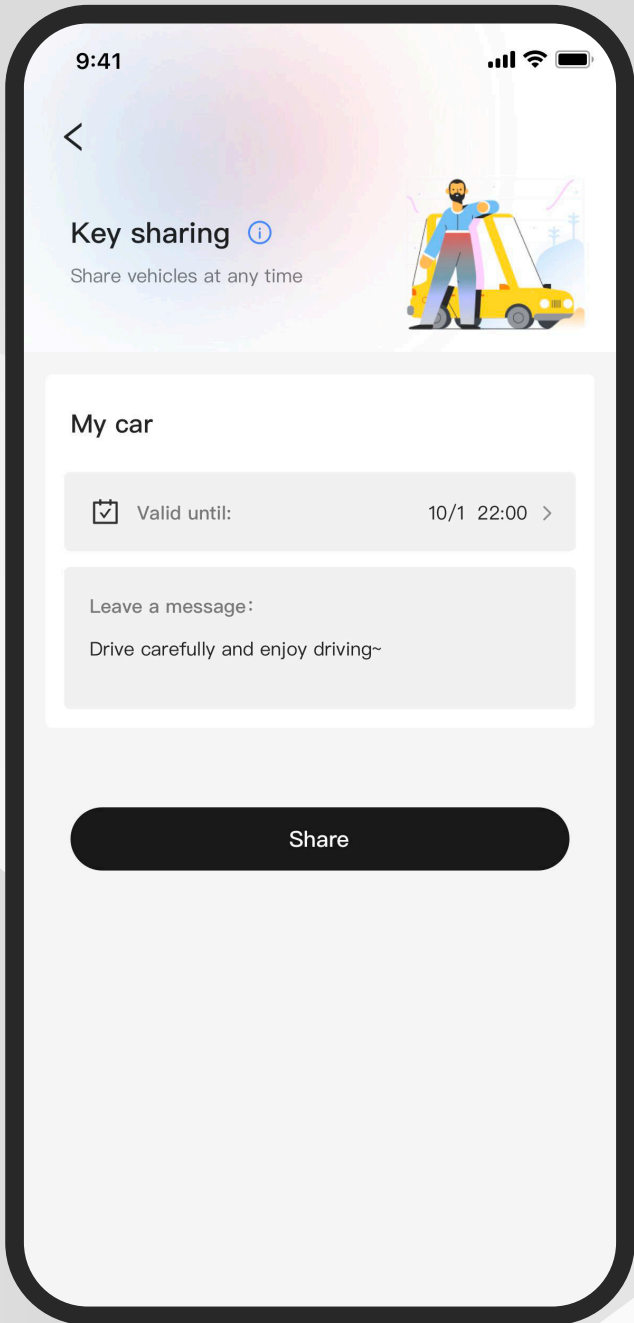 9:41
Key sharing
Share vehicles at any time
My car
Valid until: 10/1 22:00
Leave a message:
Drive carefully and enjoy driving~
Share